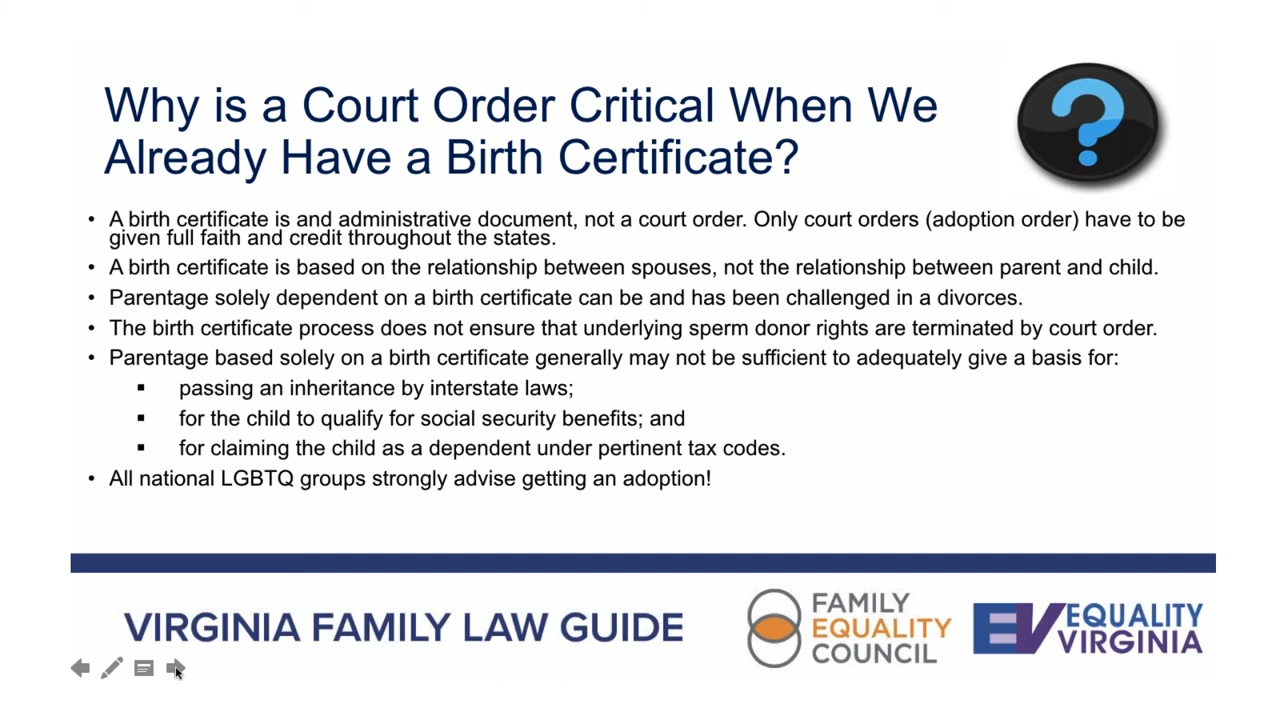 Why is a Court Order Critical When We
Already Have a Birth Certificate?
?
• A birth certificate is and administrative document, not a court order. Only court orders (adoption order) have to be
given full faith and credit throughout the states.
• A birth certificate is based on the relationship between spouses, not the relationship between parent and child.
• Parentage solely dependent on a birth certificate can be and has been challenged in a divorces.
• The birth certificate process does not ensure that underlying sperm donor rights are terminated by court order.
• Parentage based solely on a birth certificate generally may not be sufficient to adequately give a basis for:
▪ passing an inheritance by interstate laws;
▪ for the child to qualify for social security benefits; and
▪ for claiming the child as a dependent under pertinent tax codes.
• All national LGBTQ groups strongly advise getting an adoption!
VIRGINIA FAMILY LAW GUIDE
FAMILY
EQUALITY
COUNCIL
EV
EQUALITY
VIRGINIA